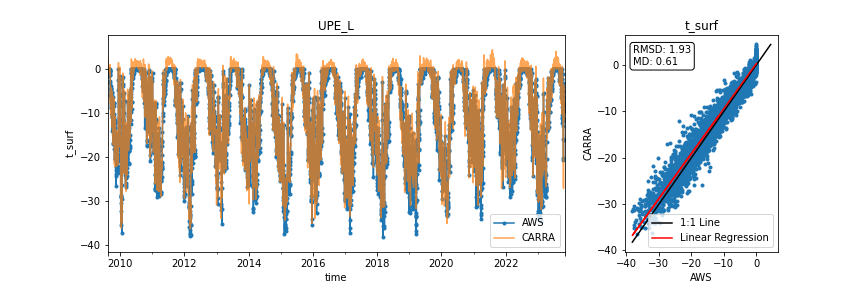 UPE_L
t_surf
0
−10
−20
−30
−40
t_surf
2010
2012
2014
2016
2018
2020
2022
time
AWS
CARRA
t_surf
RMSD: 1.93
MD: 0.61
0
−10
−20
−30
−40
CARRA
−40
−30
−20
−10
0
AWS
1:1 Line
Linear Regression